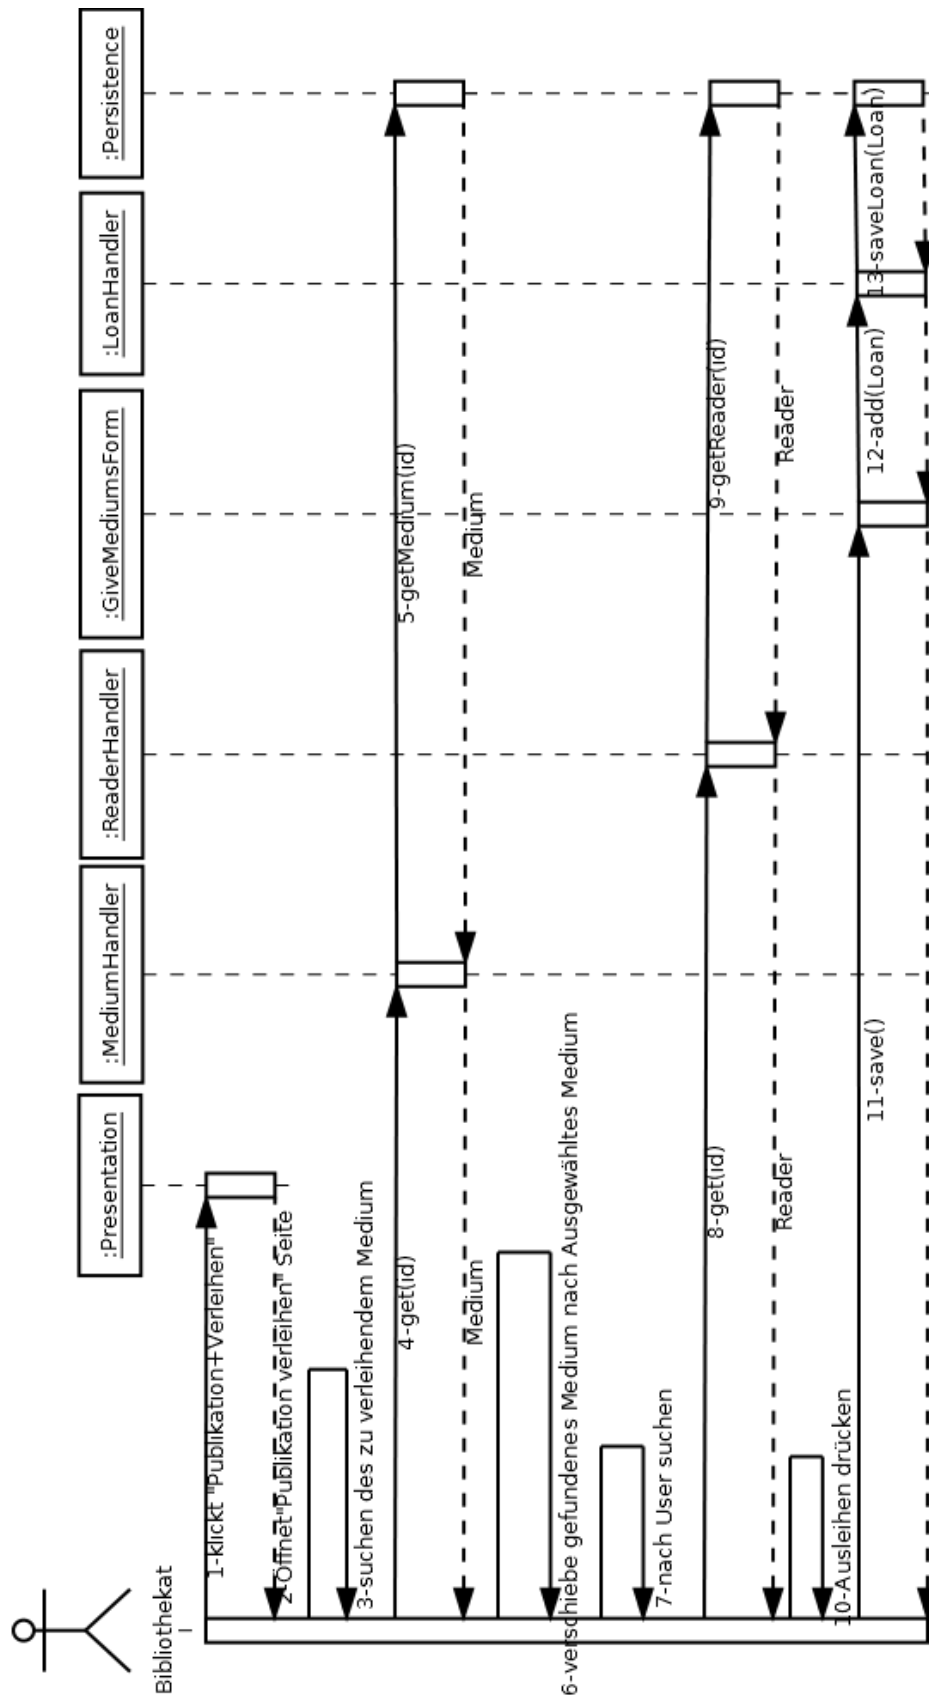 Bibliothekat
:Presentation
:MediumHandler
:ReaderHandler
:GiveMediumsForm
:LoanHandler
:Persistence
1-klickt "Publikation+Verleihen"
2-Öffnet"Publikation verleihen" Seite
3-suchen des zu verleihendem Medium
4-get(id)
5-getMedium(id)
Medium
Medium
6-verschiebe gefundenes Medium nach Ausgewähltes Medium
7-nach User suchen
8-get(id)
9-getReader(id)
Reader
Reader
10-Ausleihen drücken
11-save()
12-add(Loan)
13-saveLoan(Loan)